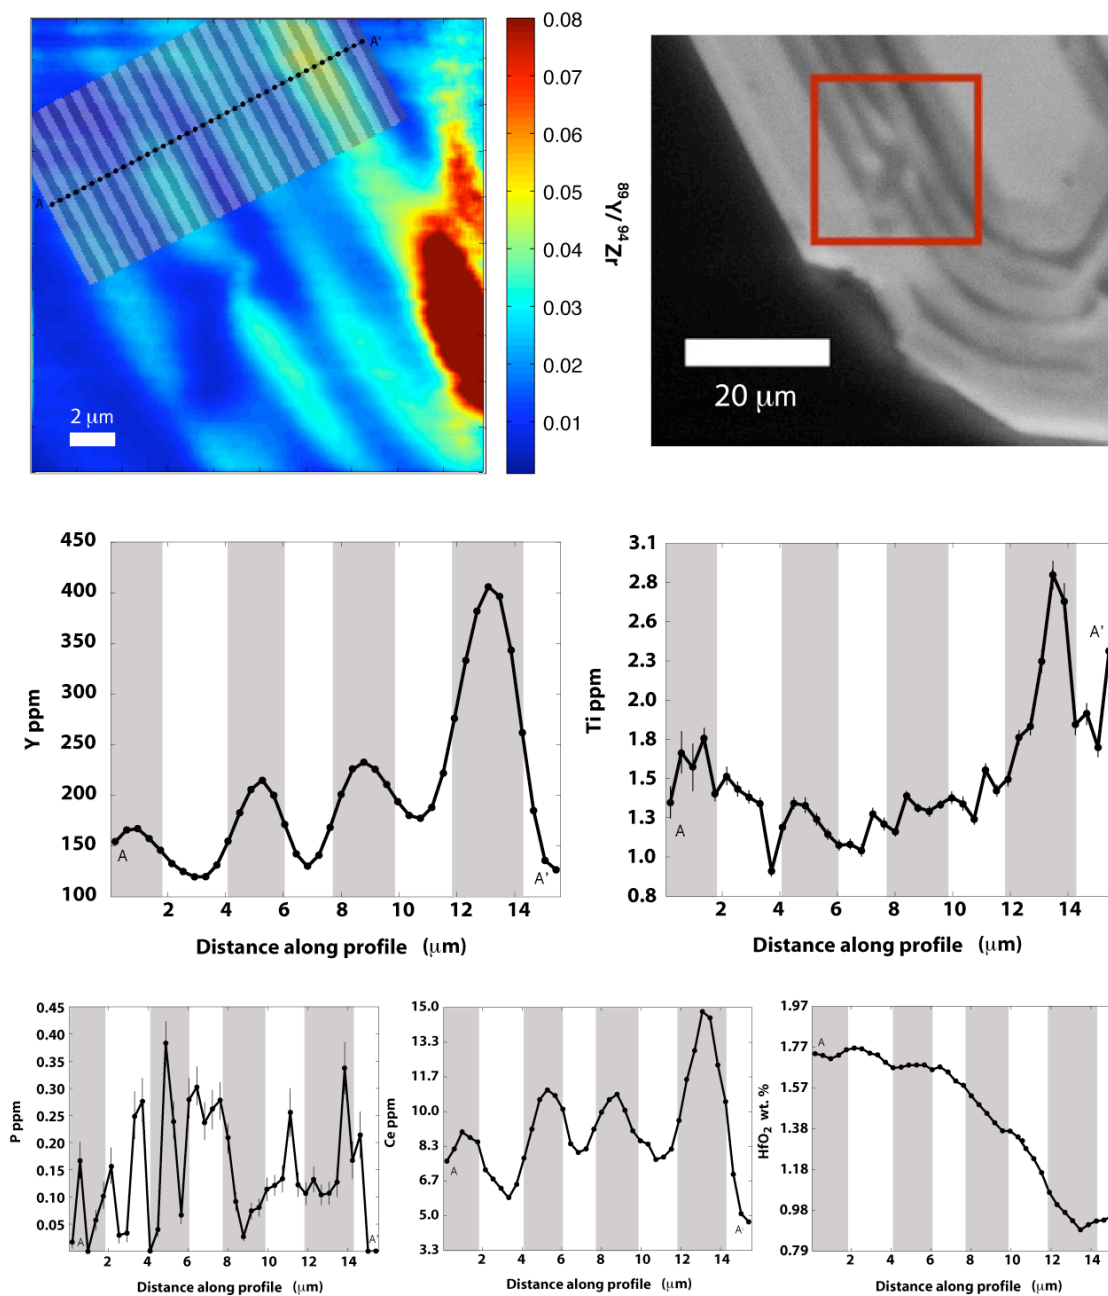 0.08
0.07
0.06
0.05
0.04
0.03
0.02
0.01
⁸⁹Y/⁹⁴Zr
A
A'
2 μm
20 μm
450
400
350
300
250
200
150
100
Y ppm
A
A'
2 4 6 8 10 12 14
Distance along profile (μm)
3.1
2.8
2.6
2.3
2.0
1.8
1.5
1.3
1.0
0.8
Ti ppm
A
A'
2 4 6 8 10 12 14
Distance along profile (μm)
0.45
0.40
0.35
0.30
0.25
0.20
0.15
0.10
0.05
P ppm
A
A'
2 4 6 8 10 12 14
Distance along profile (μm)
15.0
13.4
11.7
10.0
8.3
6.7
5.0
3.3
Ce ppm
A
A'
2 4 6 8 10 12 14
Distance along profile (μm)
1.97
1.77
1.57
1.38
1.18
0.98
0.79
HfO₂ wt. %
A
2 4 6 8 10 12 14
Distance along profile (μm)